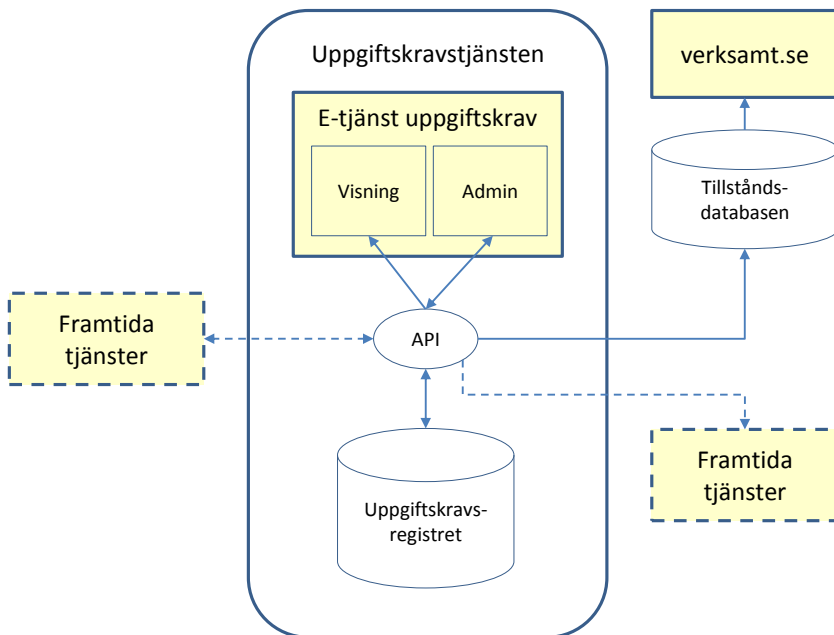 Uppgiftskravstjänsten
verksamt.se
E-tjänst uppgiftskrav
Visning
Admin
Tillstånds-
databasen
Framtida
tjänster
API
Uppgiftskravs-
registret
Framtida
tjänster